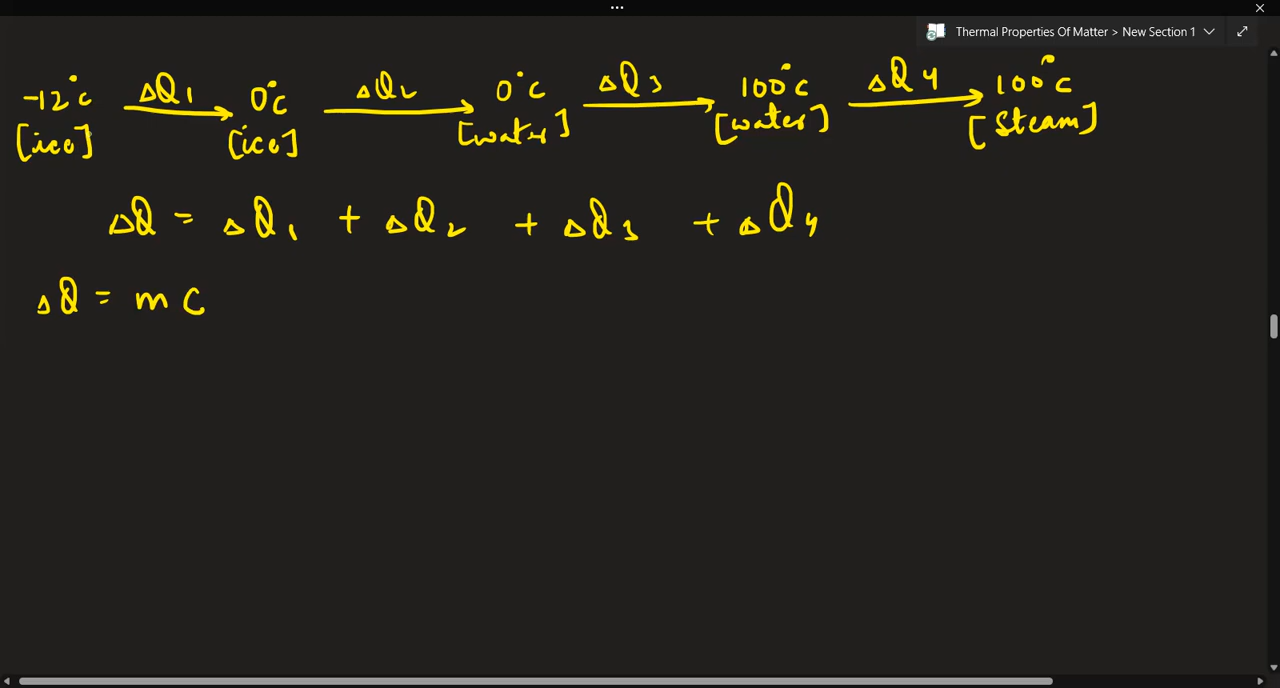 Thermal Properties Of Matter > New Section 1
-12°c ΔQ1 0°c ΔQ2 0°c ΔQ3 100°c ΔQ4 100°c
[ice] [ice] [water] [water] [steam]
ΔQ = ΔQ1 + ΔQ2 + ΔQ3 + ΔQ4
ΔQ = m c